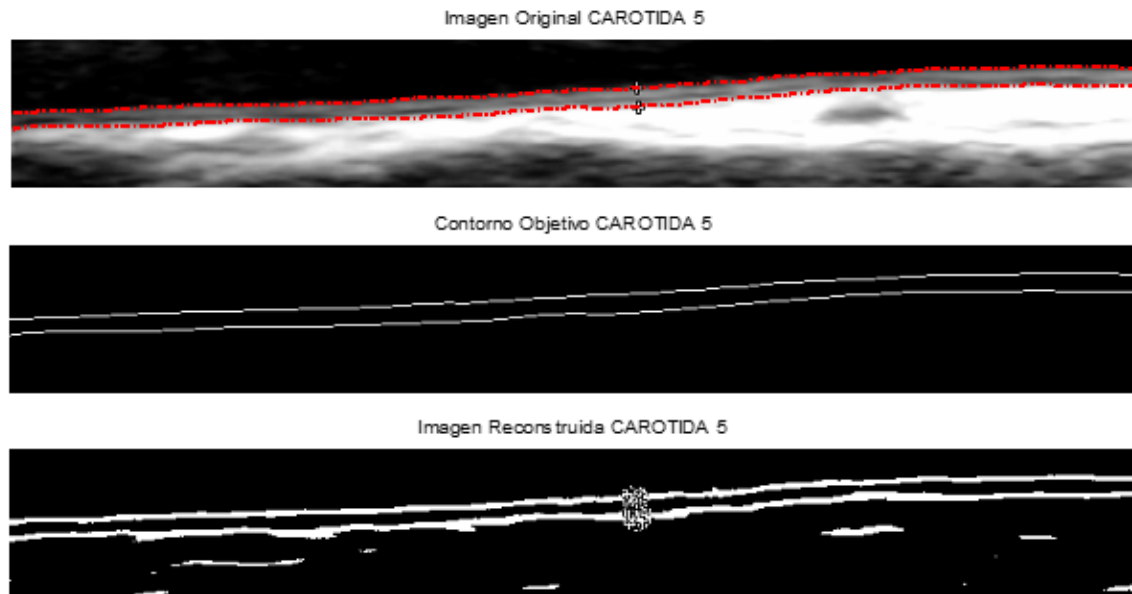 Imagen Original CAROTIDA 5
Contorno Objetivo CAROTIDA 5
Imagen Reconstruida CAROTIDA 5